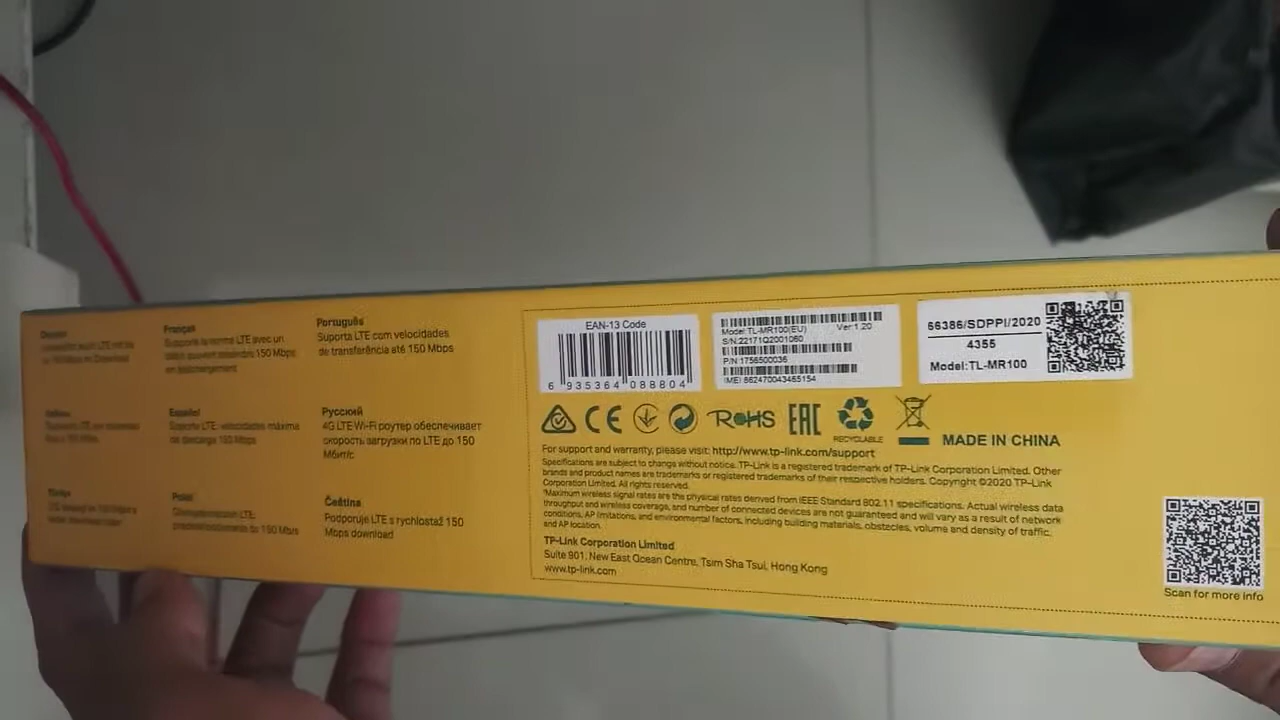 Français
Supporte la norme LTE avec un
débit pouvant atteindre 150 Mbps
en téléchargement
Português
Suporta LTE com velocidades
de transferência até 150 Mbps
Español
Soporta LTE: velocidades máxima
de descarga 150 Mbps
Русский
4G LTE Wi-Fi роутер обеспечивает
скорость загрузки по LTE до 150
Мбит/с
Türkçe
Polski
Čeština
Podporuje LTE s rychlostaž 150
Mbps download
EAN-13 Code
6 935364 088804
Model: TL-MR100(EU) Ver:1.20
S/N:22171Q2001060
P/N:1756500036
IMEI 862470043465154
66386/SDPPI/2020
4355
Model:TL-MR100
CE
RoHS
EAC
RECYCLABLE
MADE IN CHINA
For support and warranty, please visit: http://www.tp-link.com/support
Specifications are subject to change without notice. TP-Link is a registered trademark of TP-Link Corporation Limited. Other
brands and product names are trademarks or registered trademarks of their respective holders. Copyright ©2020 TP-Link
Corporation Limited. All rights reserved.
*Maximum wireless signal rates are the physical rates derived from IEEE Standard 802.11 specifications. Actual wireless data
throughput and wireless coverage, and number of connected devices are not guaranteed and will vary as a result of network
conditions, AP limitations, and environmental factors, including building materials, obstacles, volume and density of traffic,
and AP location.
TP-Link Corporation Limited
Suite 901, New East Ocean Centre, Tsim Sha Tsui, Hong Kong
www.tp-link.com
Scan for more info